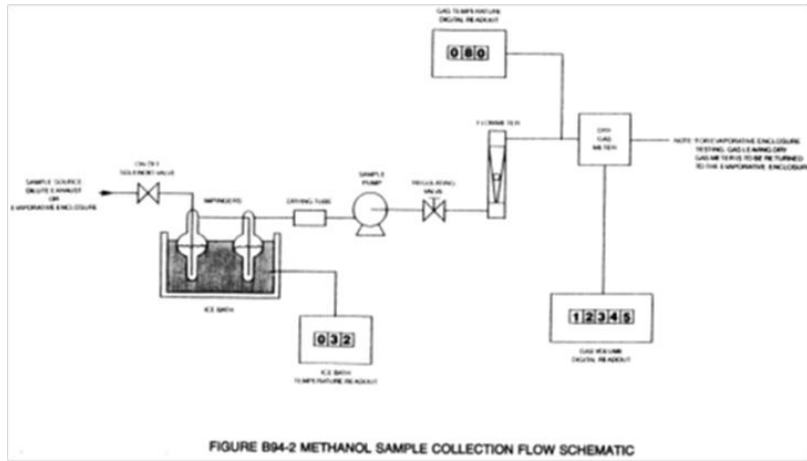 GAS TEMPERATURE
DIGITAL READOUT
080
FLOWMETER
ON-OFF
SOLENOID VALVE
SAMPLE SOURCE
DILUTE EXHAUST
OR
EVAPORATIVE ENCLOSURE
IMPINGERS
DRYING TUBE
SAMPLE
PUMP
REGULATING
VALVE
DRY
GAS
METER
NOTE: FOR EVAPORATIVE ENCLOSURE
TESTING, GAS LEAVING DRY
GAS METER IS TO BE RETURNED
TO THE EVAPORATIVE ENCLOSURE
ICE BATH
032
ICE BATH
TEMPERATURE READOUT
12345
GAS VOLUME
DIGITAL READOUT
FIGURE B94-2 METHANOL SAMPLE COLLECTION FLOW SCHEMATIC